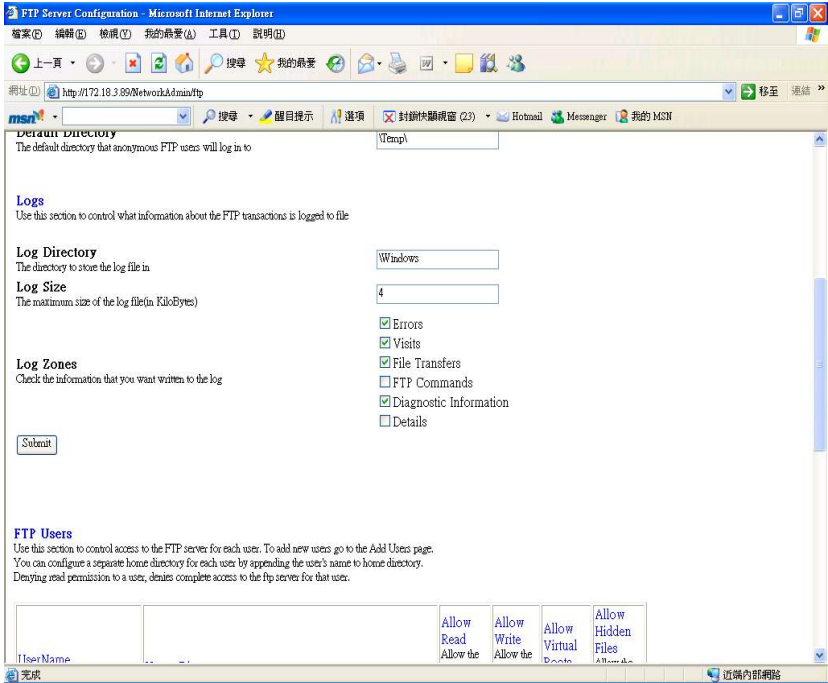 FTP Server Configuration - Microsoft Internet Explorer
檔案(F) 編輯(E) 檢視(V) 我的最愛(A) 工具(T) 說明(H)
上一頁 搜尋 我的最愛
網址(D) http://172.18.3.89/NetworkAdmin/ftp 移至 連結 »
msn 搜尋 醒目提示 選項 封鎖快顯視窗 (23) Hotmail Messenger 我的 MSN
Default Directory
The default directory that anonymous FTP users will log in to
\Temp\
Logs
Use this section to control what information about the FTP transactions is logged to file
Log Directory
The directory to store the log file in
\Windows
Log Size
The maximum size of the log file(in KiloBytes)
4
Log Zones
Check the information that you want written to the log
Errors
Visits
File Transfers
FTP Commands
Diagnostic Information
Details
Submit
FTP Users
Use this section to control access to the FTP server for each user. To add new users go to the Add Users page.
You can configure a separate home directory for each user by appending the user's name to home directory.
Denying read permission to a user, denies complete access to the ftp server for that user.
UserName
Allow
Read
Allow the
Allow
Write
Allow the
Allow
Virtual
Roots
Allow
Hidden
Files
Allow the
完成 近端內部網路